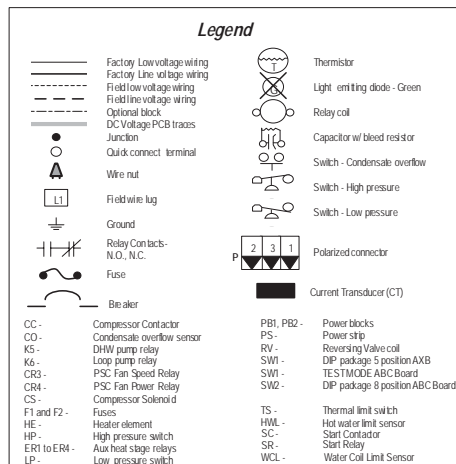 Legend
Factory Low voltage wiring
Factory Line voltage wiring
Field low voltage wiring
Field line voltage wiring
Optional block
DC Voltage PCB traces
Junction
Quick connect terminal
Wire nut
L1
Field wire lug
Ground
Relay Contacts-
N.O., N.C.
Fuse
Breaker
T
Thermistor
G
Light emitting diode - Green
Relay coil
Capacitor w/ bleed resistor
Switch - Condensate overflow
Switch - High pressure
Switch - Low pressure
P
2 3 1
Polarized connector
Current Transducer (CT)
CC - Compressor Contactor
CO - Condensate overflow sensor
K5 - DHW pump relay
K6 - Loop pump relay
CR3 - PSC Fan Speed Relay
CR4 - PSC Fan Power Relay
CS - Compressor Solenoid
F1 and F2 - Fuses
HE - Heater element
HP - High pressure switch
ER1 to ER4 - Aux heat stage relays
LP - Low pressure switch
PB1, PB2 - Power blocks
PS - Power strip
RV - Reversing Valve coil
SW1 - DIP package 5 position AXB
SW1 - TEST MODE ABC Board
SW2 - DIP package 8 position ABC Board
TS - Thermal limit switch
HWL - Hot water limit sensor
SC - Start Contactor
SR - Start Relay
WCL - Water Coil Limit Sensor